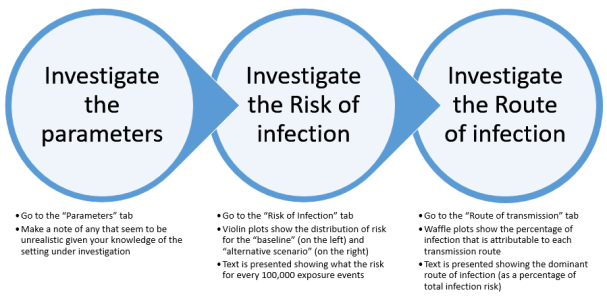 Investigate
the
parameters
Investigate
the Risk of
infection
Investigate
the Route
of infection
• Go to the “Parameters” tab
• Make a note of any that seem to be
unrealistic given your knowledge of the
setting under investigation
• Go to the “Risk of Infection” tab
• Violin plots show the distribution of risk
for the “baseline” (on the left) and
“alternative scenario” (on the right)
• Text is presented showing what the risk
for every 100,000 exposure events
• Go to the “Route of transmission” tab
• Waffle plots show the percentage of
infection that is attributable to each
transmission route
• Text is presented showing the dominant
route of infection (as a percentage of
total infection risk)